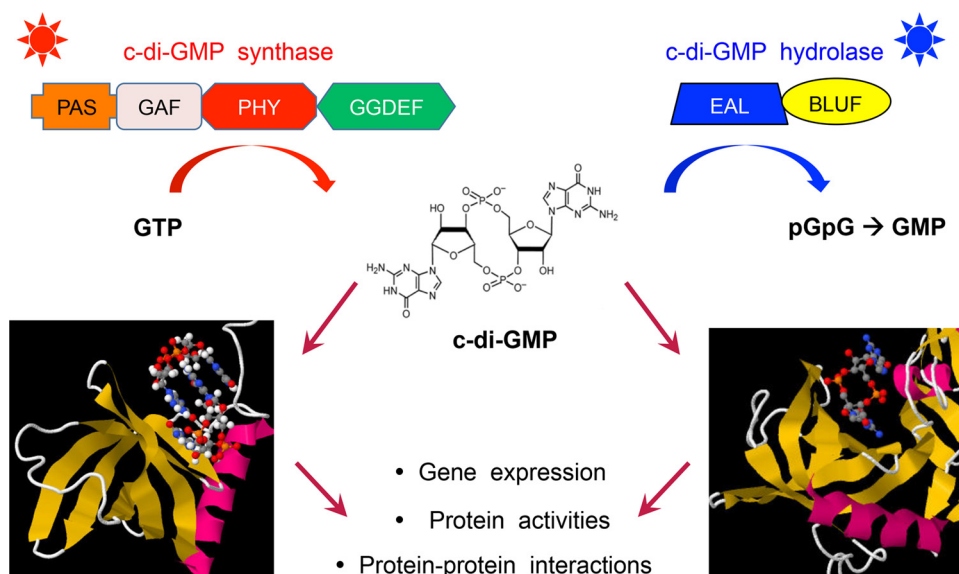 c-di-GMP synthase
c-di-GMP hydrolase
PAS GAF PHY GGDEF
EAL BLUF
GTP
pGpG → GMP
O
N
NH
N
N
NH₂
O
P
O⁻
O
O
HO
O
O
O
O
OH
O
P
O
O⁻
H₂N
N
N
HN
N
N
O
c-di-GMP
• Gene expression
• Protein activities
• Protein-protein interactions